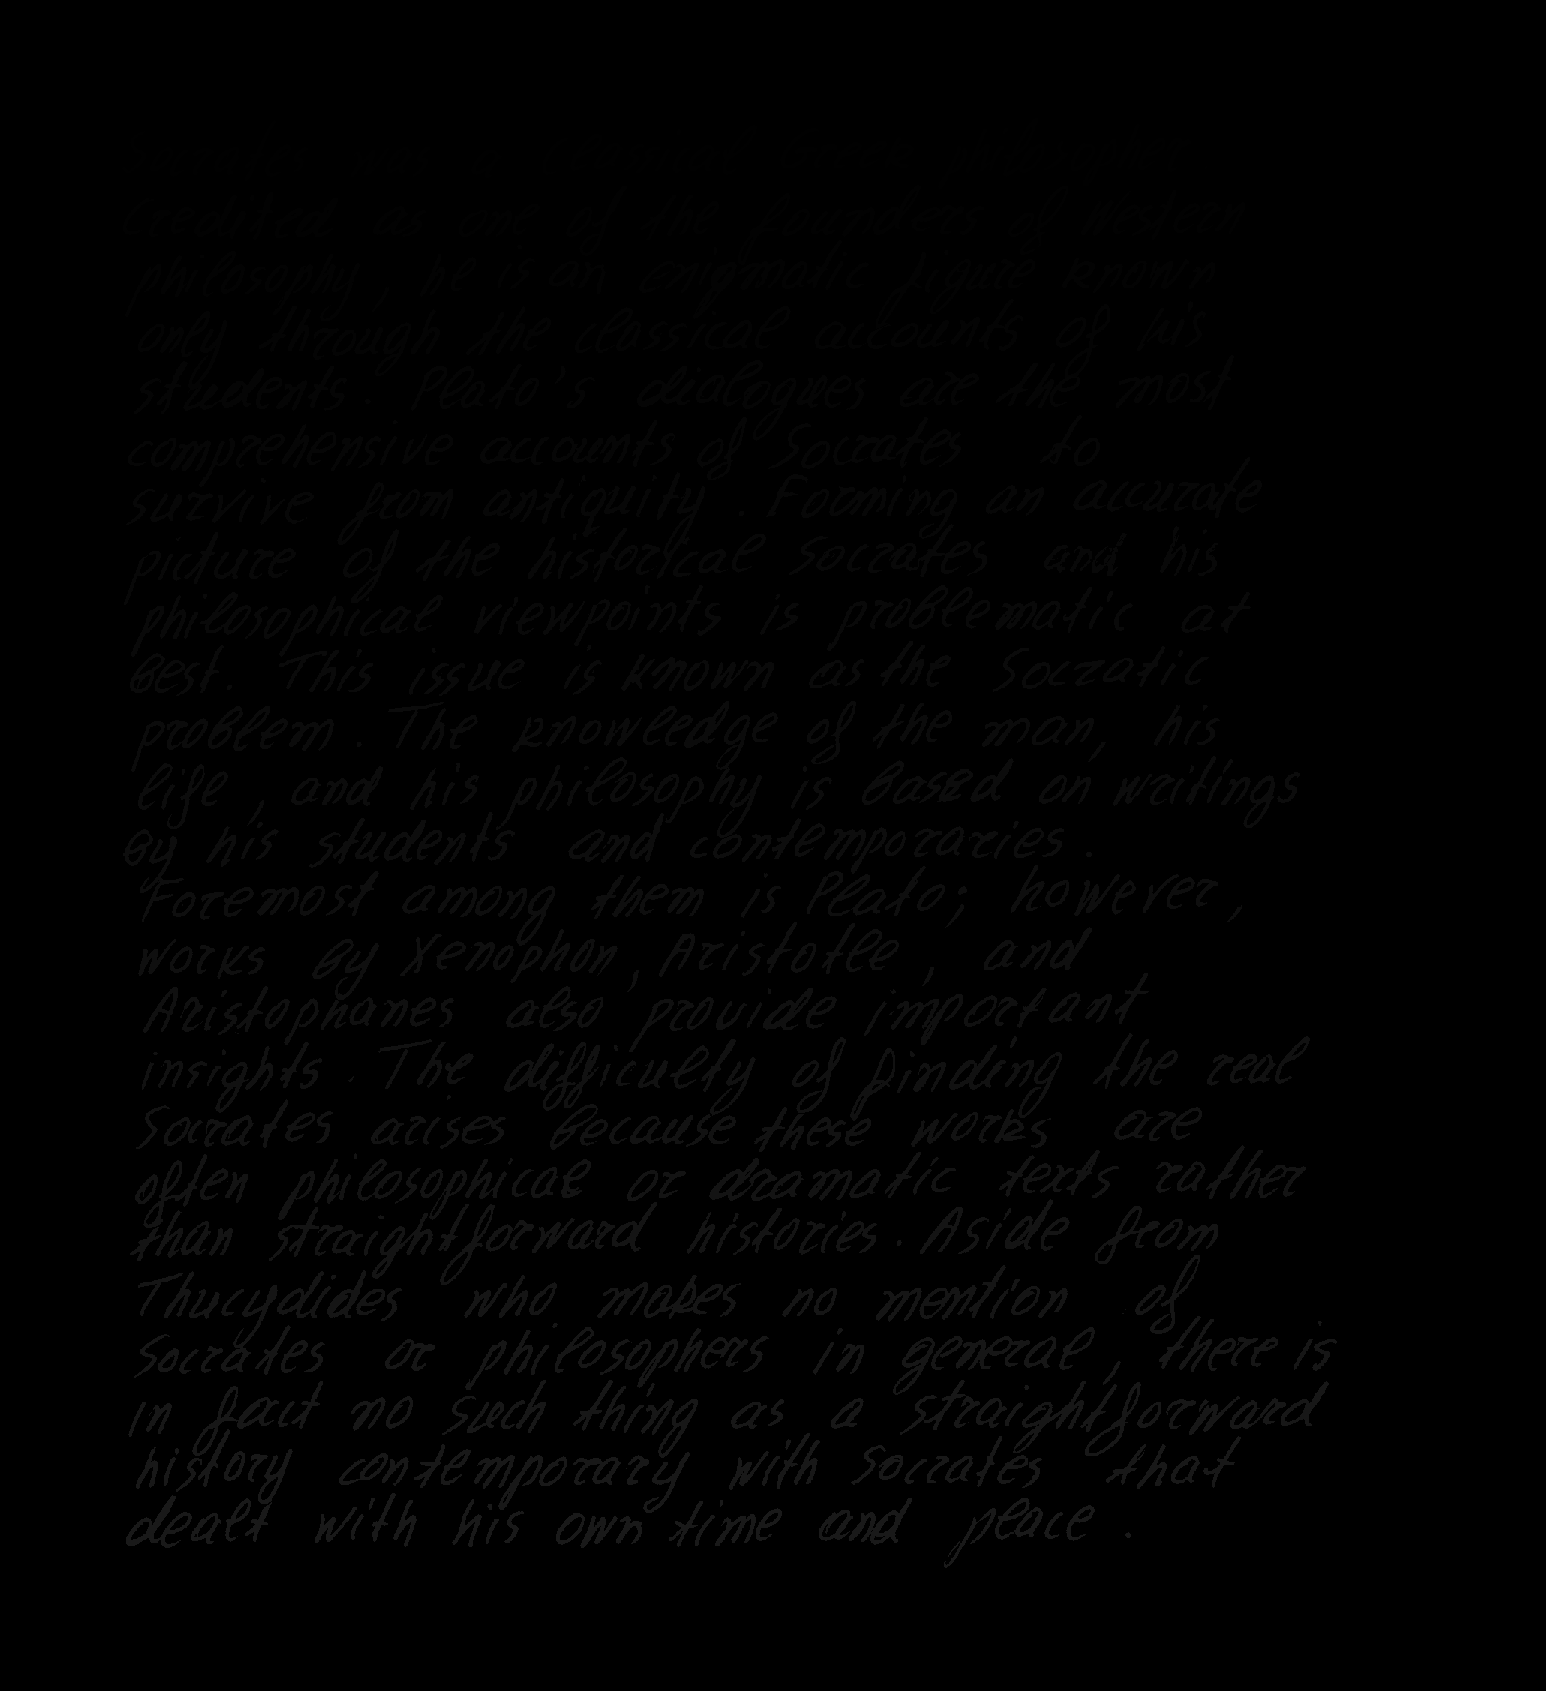 Credited as one of the founders of Western
philosophy, he is an enigmatic figure known
only through the classical accounts of his
students. Plato's dialogues are the most
comprehensive accounts of Socrates to
survive from antiquity. Forming an accurate
picture of the historical Socrates and his
philosophical viewpoints is problematic at
best. This issue is known as the Socratic
problem. The knowledge of the man, his
life, and his philosophy is based on writings
by his students and contemporaries.
Foremost among them is Plato; however,
works by Xenophon, Aristotle, and
Aristophanes also provide important
insights. The difficulty of finding the real
Socrates arises because these works are
often philosophical or dramatic texts rather
than straightforward histories. Aside from
Thucydides who makes no mention of
Socrates or philosophers in general, there is
in fact no such thing as a straightforward
history contemporary with Socrates that
dealt with his own time and place.